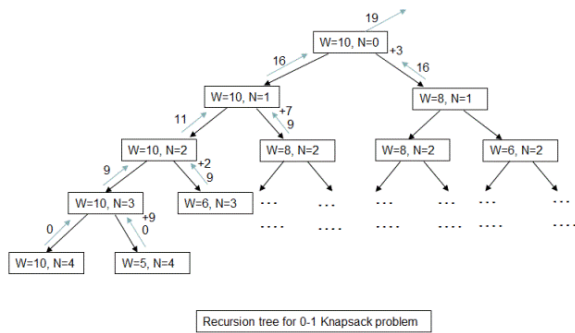 19
W=10, N=0
16 +3 16
W=10, N=1 W=8, N=1
11 +7 9
W=10, N=2 W=8, N=2 W=8, N=2 W=6, N=2
9 +2 9
W=10, N=3 W=6, N=3 ... ... ... ... ... ...
0 +9 0 .... .... .... .... .... ....
W=10, N=4 W=5, N=4
Recursion tree for 0-1 Knapsack problem